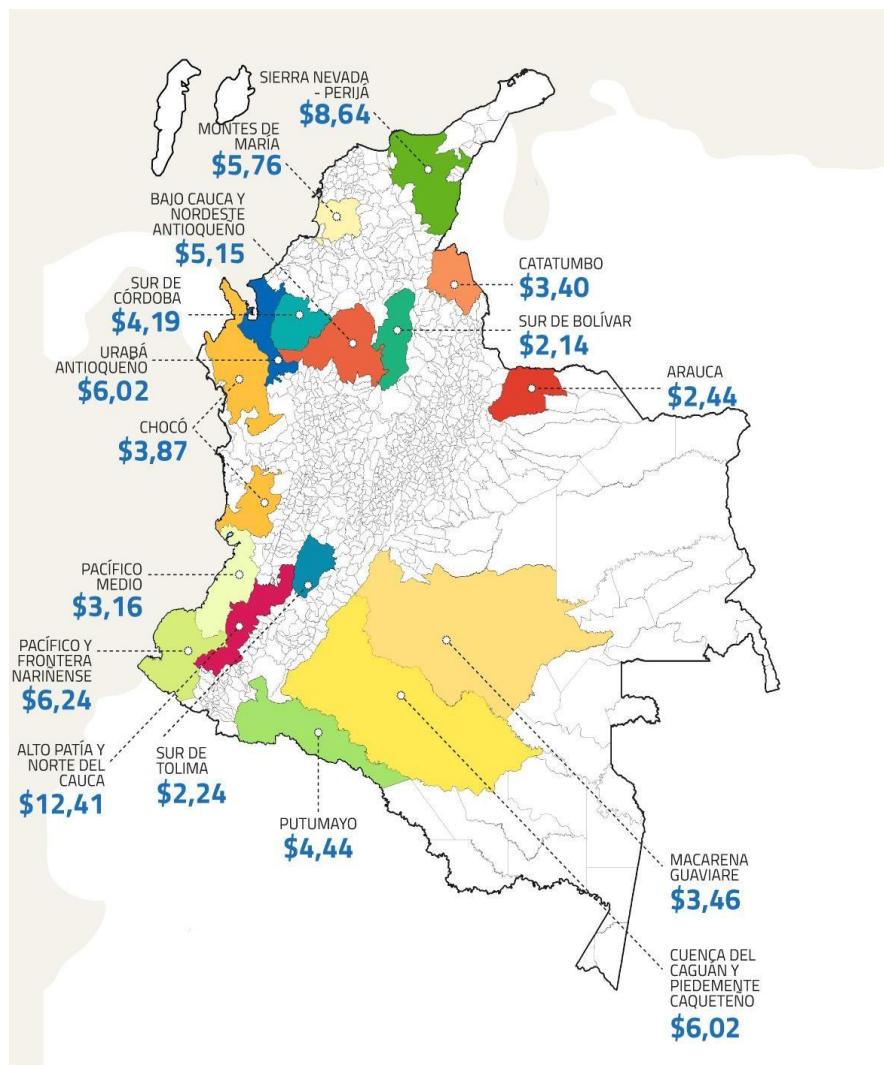 SIERRA NEVADA
- PERIJÁ
$8,64
MONTES DE
MARÍA
$5,76
BAJO CAUCA Y
NORDESTE
ANTIOQUEÑO
$5,15
SUR DE
CÓRDOBA
$4,19
URABÁ
ANTIOQUEÑO
$6,02
CHOCÓ
$3,87
CATATUMBO
$3,40
SUR DE BOLÍVAR
$2,14
ARAUCA
$2,44
PACÍFICO
MEDIO
$3,16
PACÍFICO Y
FRONTERA
NARIÑENSE
$6,24
ALTO PATÍA Y
NORTE DEL
CAUCA
$12,41
SUR DE
TOLIMA
$2,24
PUTUMAYO
$4,44
MACARENA
GUAVIARE
$3,46
CUENCA DEL
CAGUÁN Y
PIEDEMENTE
CAQUETEÑO
$6,02